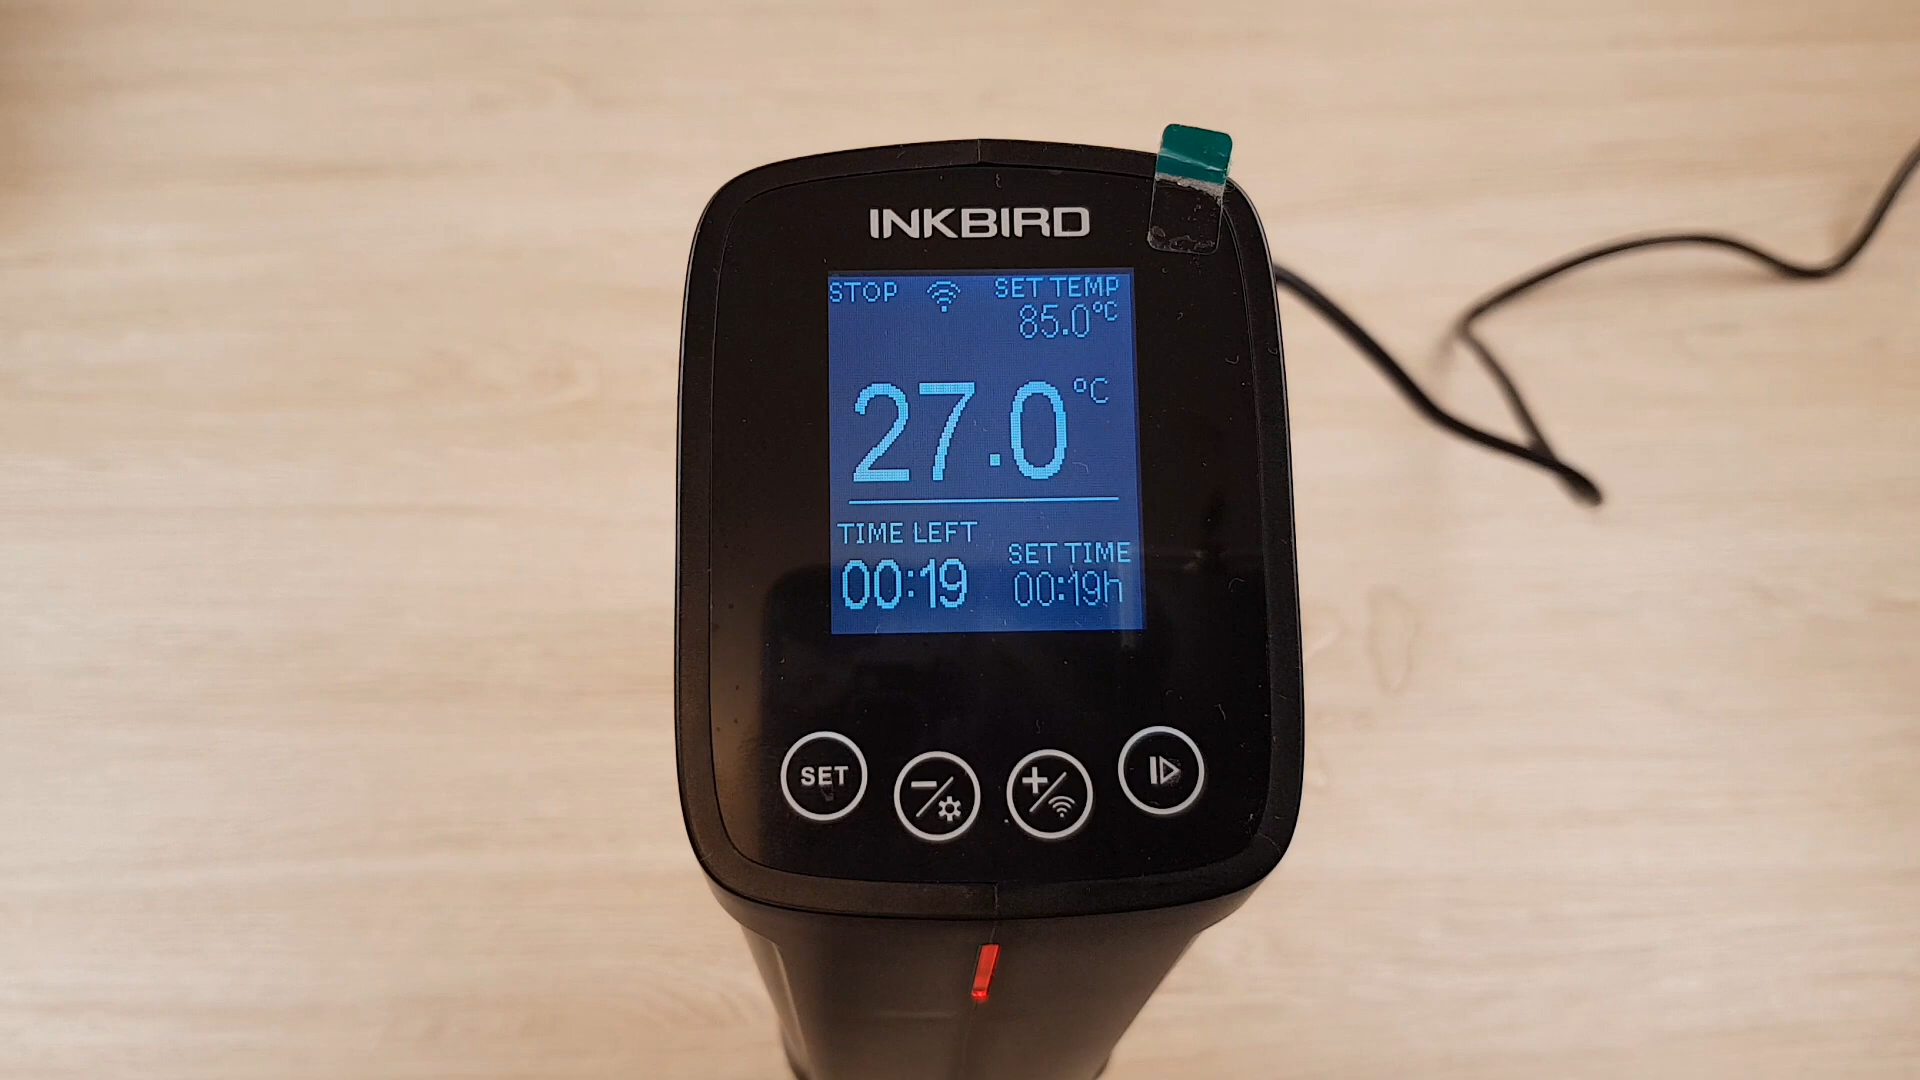 INKBIRD
STOP
SET TEMP
85.0°C
27.0 °C
TIME LEFT
00:19
SET TIME
00:19h
SET